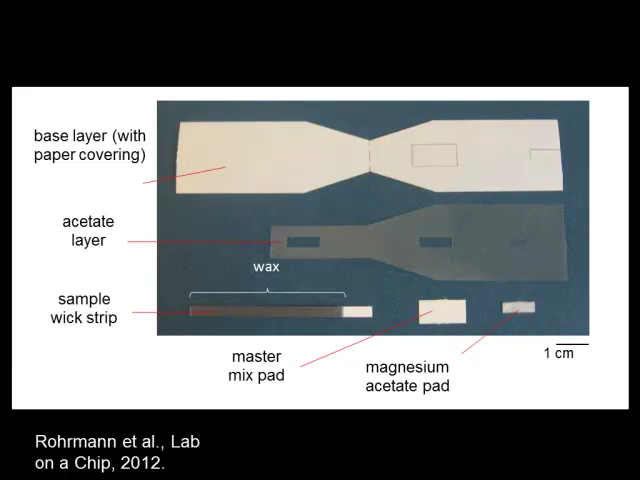 base layer (with
paper covering)
acetate
layer
wax
sample
wick strip
master
mix pad
magnesium
acetate pad
1 cm
Rohrmann et al., Lab
on a Chip, 2012.